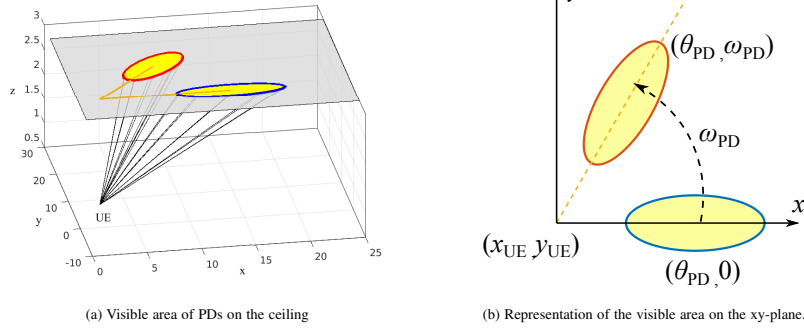 3
2.5
2
z
1.5
1
0.5
30
20
10
y
0
-10
UE
0
5
10
15
20
25
x
(θPD ,ωPD)
ωPD
x
(xUE ,yUE)
(θPD ,0)
(a) Visible area of PDs on the ceiling
(b) Representation of the visible area on the xy-plane.